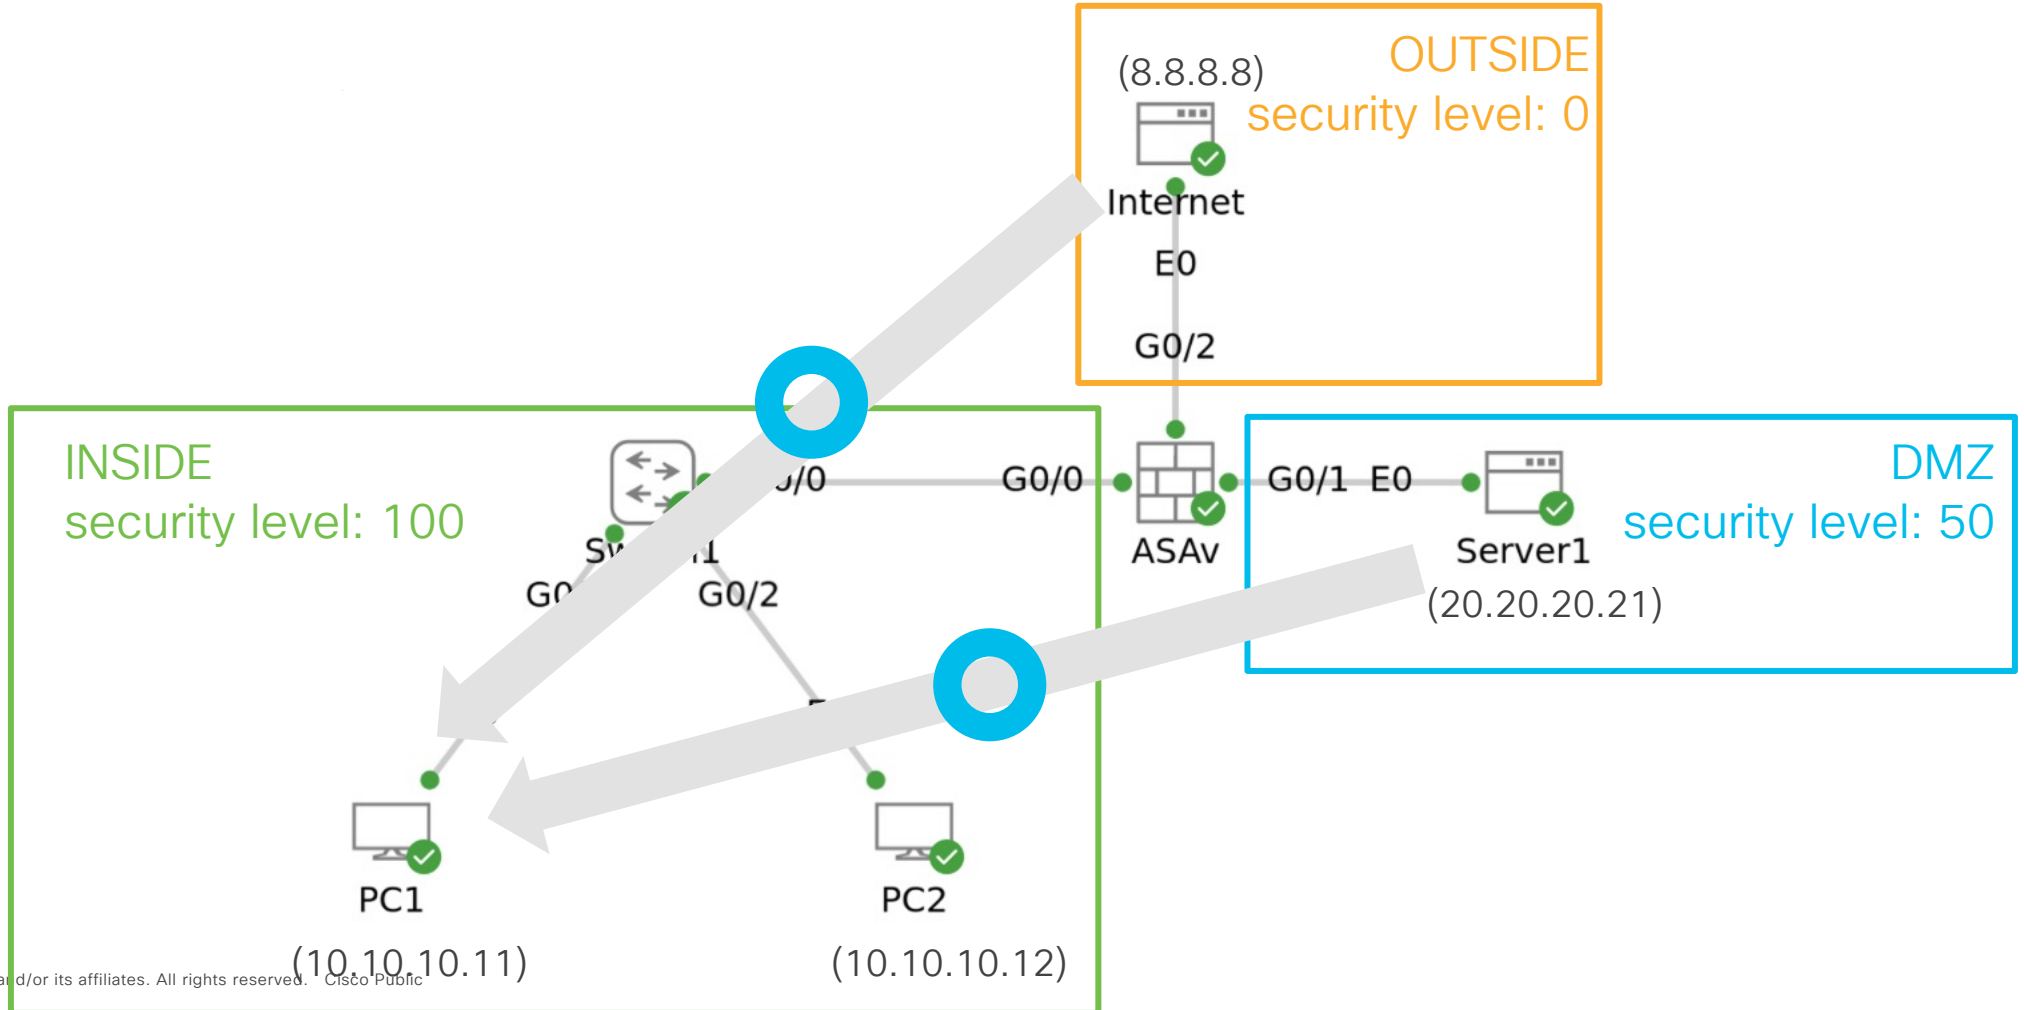 OUTSIDE
security level: 0
(8.8.8.8)
Internet
E0
G0/2
INSIDE
security level: 100
G0/0
G0/1 E0
DMZ
security level: 50
ASAv
Server1
(20.20.20.21)
G0/2
PC1
PC2
(10.10.10.11)
(10.10.10.12)
d/or its affiliates. All rights reserved. Cisco Public